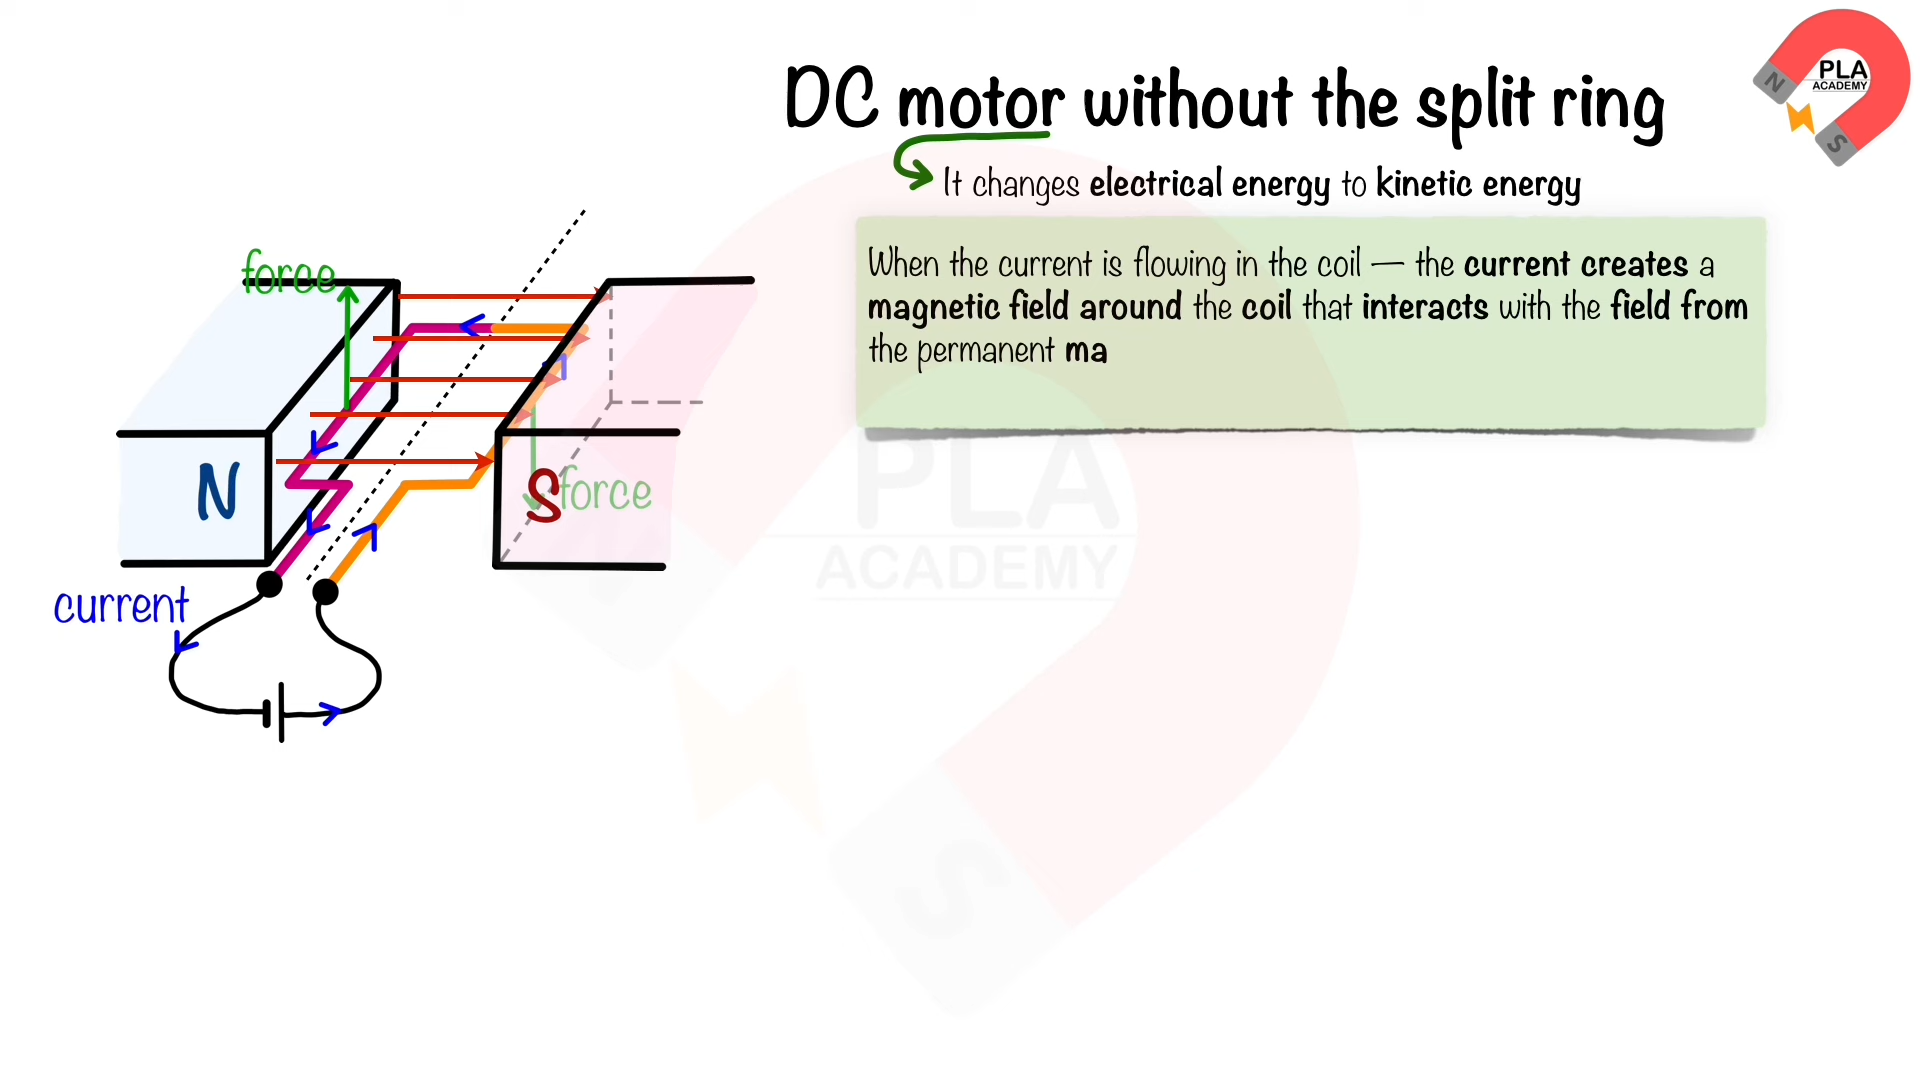 DC motor without the split ring
It changes electrical energy to kinetic energy
When the current is flowing in the coil — the current creates a
magnetic field around the coil that interacts with the field from
the permanent ma
force
N
S
force
current
N
PLA
ACADEMY
S
PLA
ACADEMY
S